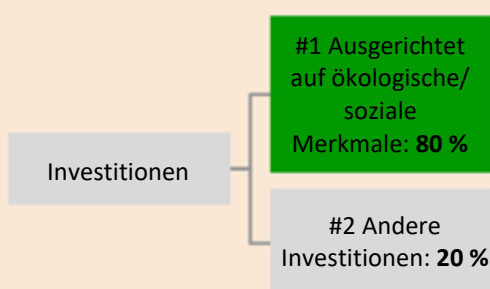 #1 Ausgerichtet
auf ökologische/
soziale
Merkmale: 80 %
Investitionen
#2 Andere
Investitionen: 20 %